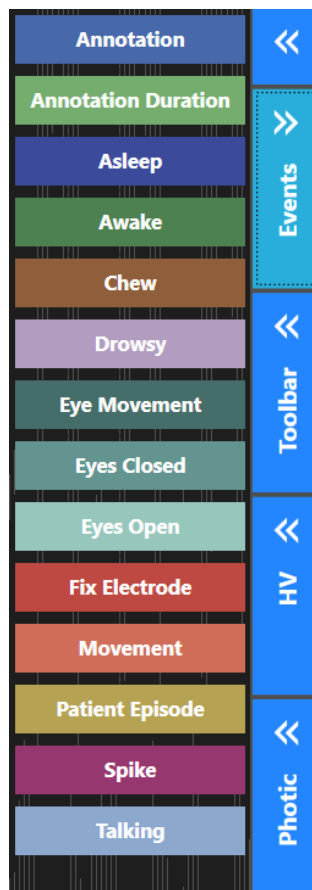 Annotation
Annotation Duration
Asleep
Awake
Chew
Drowsy
Eye Movement
Eyes Closed
Eyes Open
Fix Electrode
Movement
Patient Episode
Spike
Talking
Events
Toolbar
HV
Photic